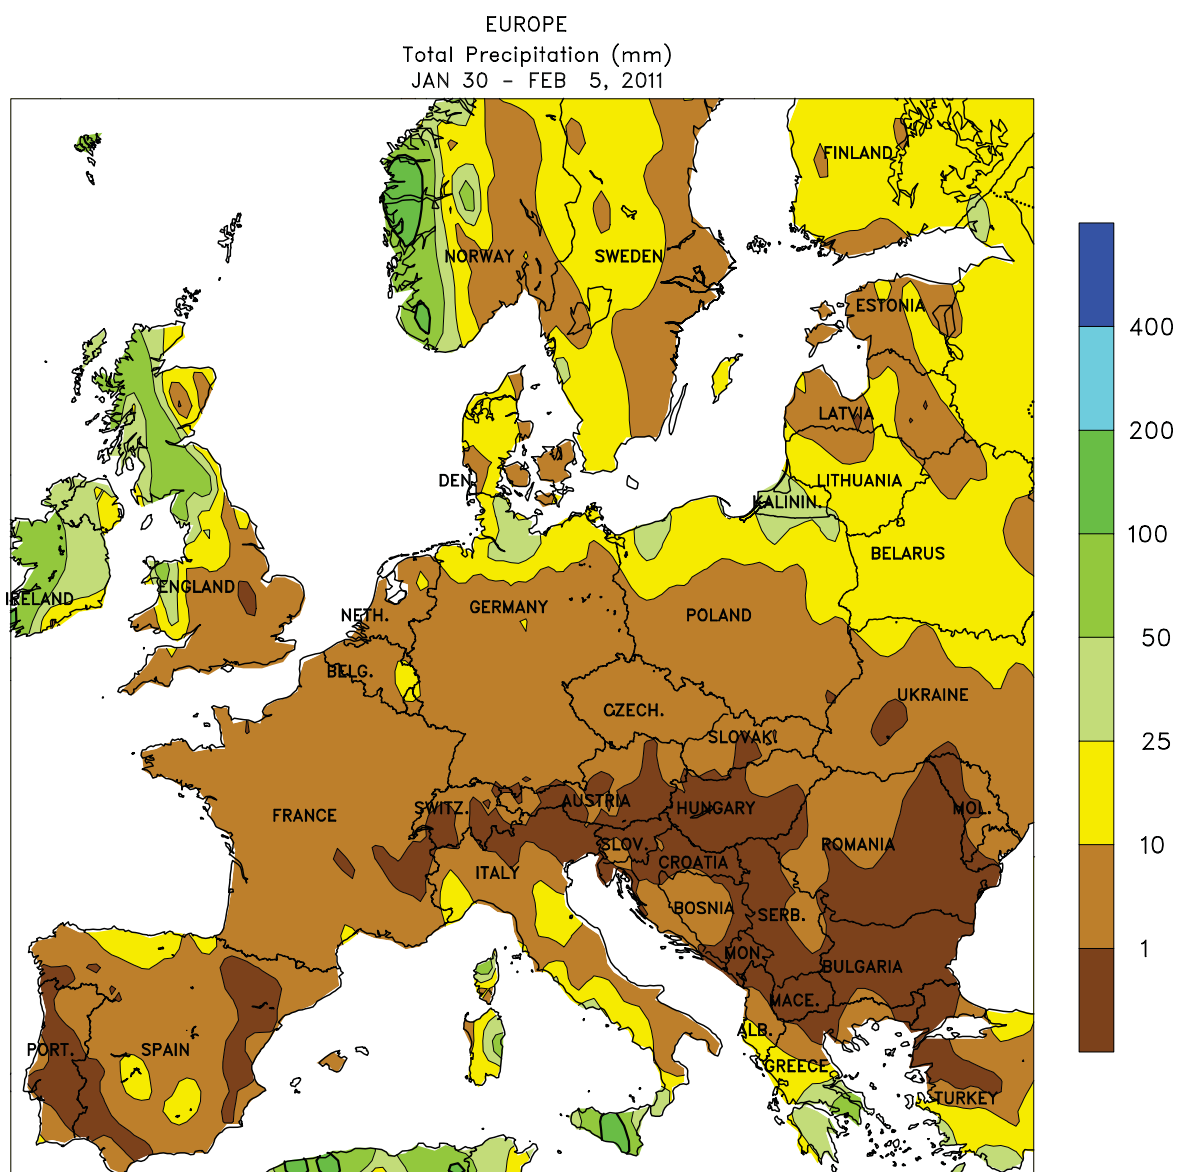 EUROPE
Total Precipitation (mm)
JAN 30 - FEB 5, 2011
FINLAND
NORWAY
SWEDEN
ESTONIA
400
LATVIA
200
DEN.
LITHUANIA
KALININ.
100
BELARUS
ENGLAND
IRELAND
GERMANY
NETH.
POLAND
50
BELG.
UKRAINE
CZECH.
SLOVAK.
25
FRANCE
SWITZ.
AUSTRIA
HUNGARY
MOL.
SLOV.
ROMANIA
10
CROATIA
ITALY
BOSNIA
SERB.
MON.
1
BULGARIA
MACE.
ALB.
PORT.
SPAIN
GREECE
TURKEY